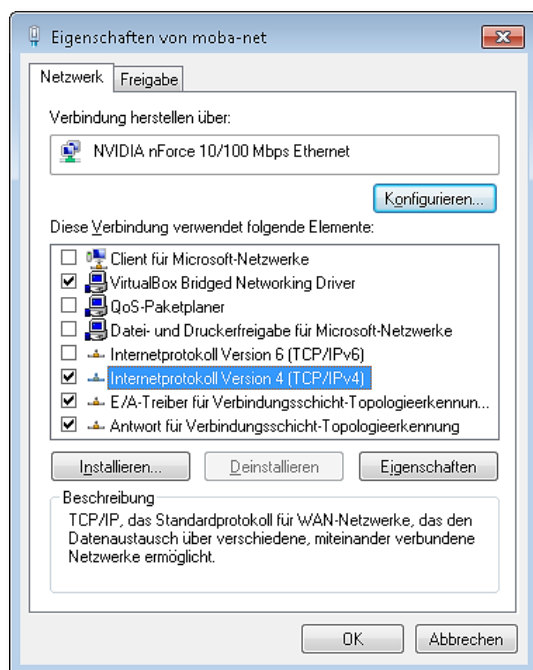 Eigenschaften von moba-net
Netzwerk
Freigabe
Verbindung herstellen über:
NVIDIA nForce 10/100 Mbps Ethernet
Konfigurieren...
Diese Verbindung verwendet folgende Elemente:
Client für Microsoft-Netzwerke
VirtualBox Bridged Networking Driver
QoS-Paketplaner
Datei- und Druckerfreigabe für Microsoft-Netzwerke
Internetprotokoll Version 6 (TCP/IPv6)
Internetprotokoll Version 4 (TCP/IPv4)
E/A-Treiber für Verbindungsschicht-Topologieerkennun...
Antwort für Verbindungsschicht-Topologieerkennung
Installieren...
Deinstallieren
Eigenschaften
Beschreibung
TCP/IP, das Standardprotokoll für WAN-Netzwerke, das den
Datenaustausch über verschiedene, miteinander verbundene
Netzwerke ermöglicht.
OK
Abbrechen